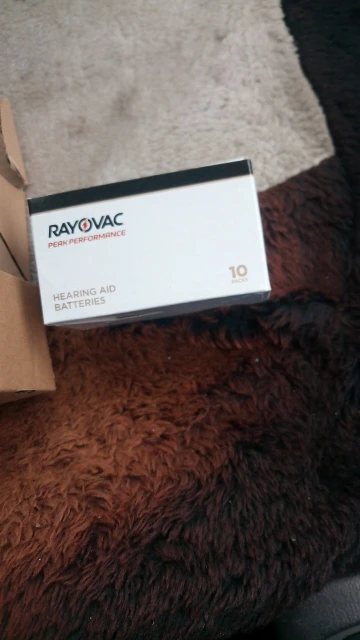 RAYOVAC
PEAK PERFORMANCE
HEARING AID
BATTERIES
10
PACKS